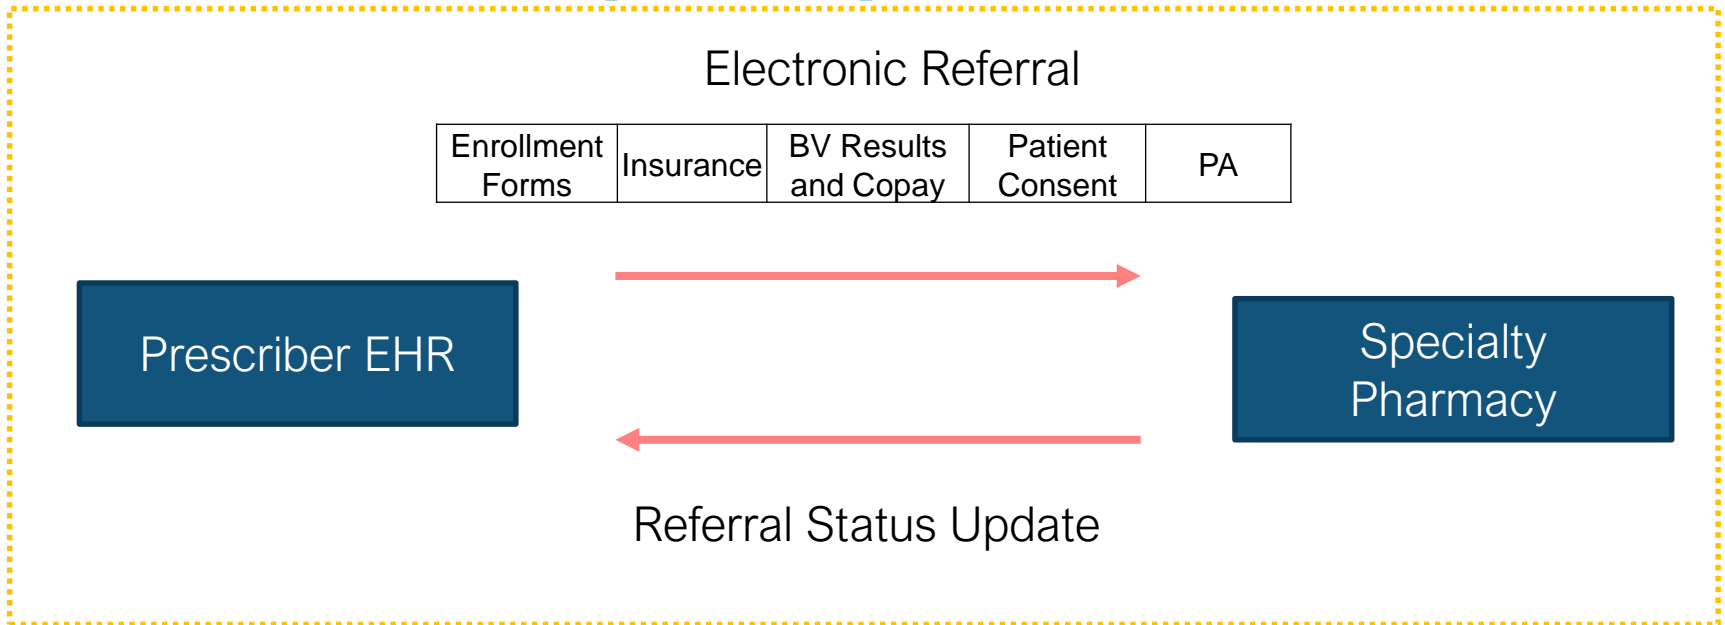 Electronic Referral
Enrollment Forms
Insurance
BV Results and Copay
Patient Consent
PA
Prescriber EHR
Specialty
Pharmacy
Referral Status Update